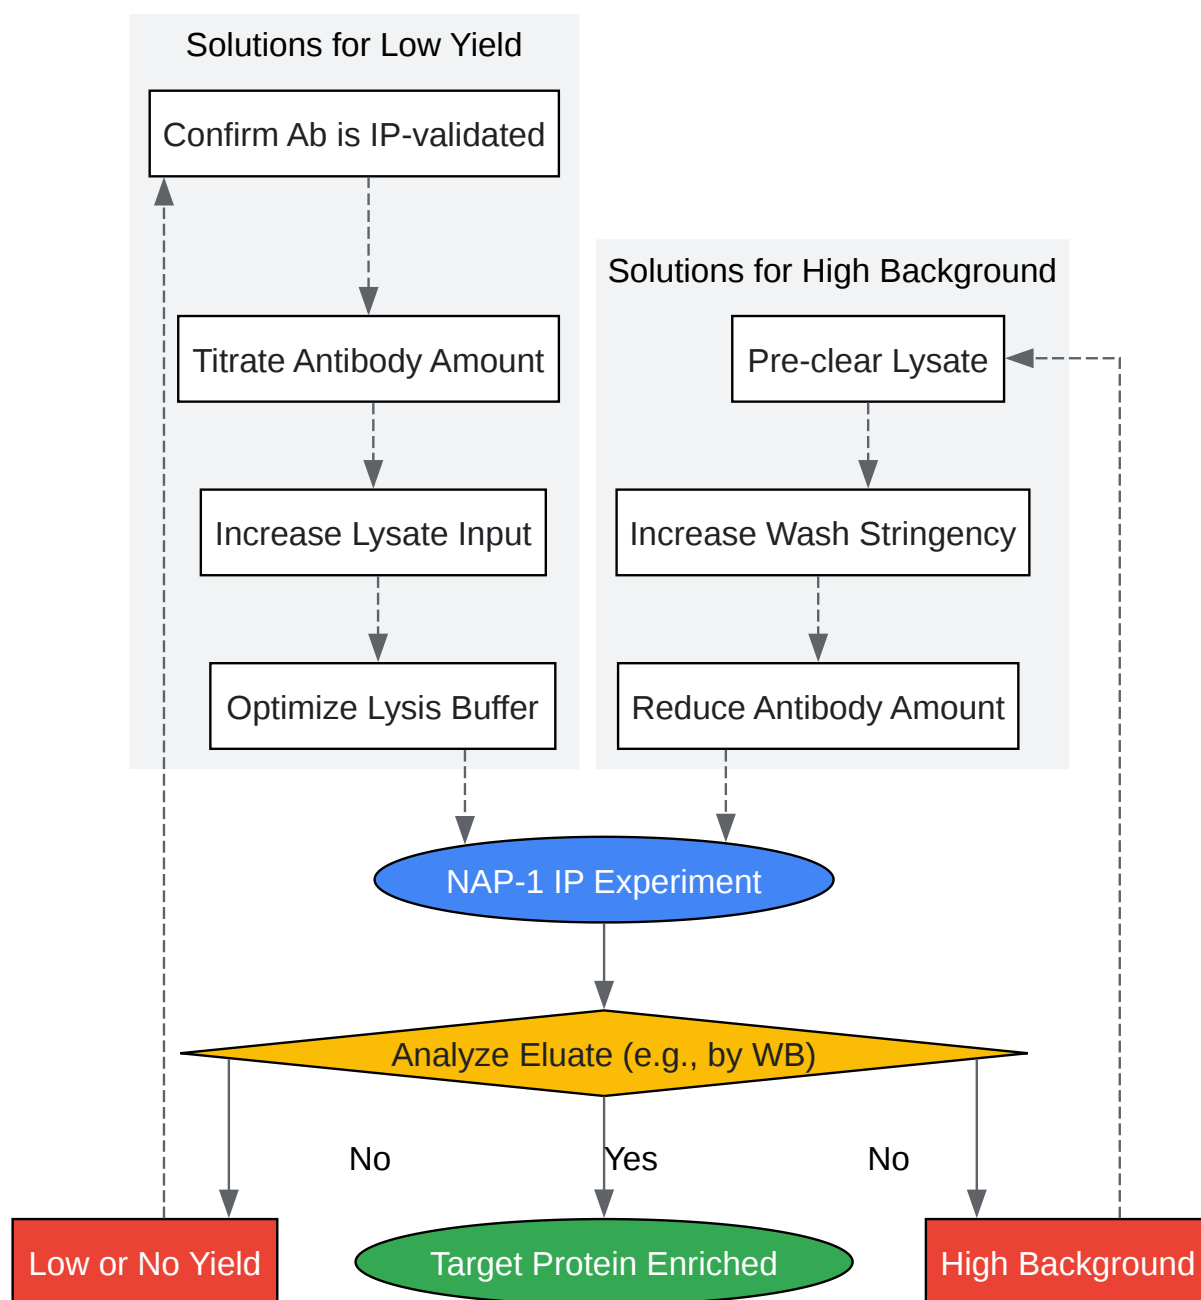 Solutions for Low Yield
Confirm Ab is IP-validated
Titrate Antibody Amount
Increase Lysate Input
Optimize Lysis Buffer
Solutions for High Background
Pre-clear Lysate
Increase Wash Stringency
Reduce Antibody Amount
NAP-1 IP Experiment
Analyze Eluate (e.g., by WB)
No
Yes
No
Low or No Yield
Target Protein Enriched
High Background